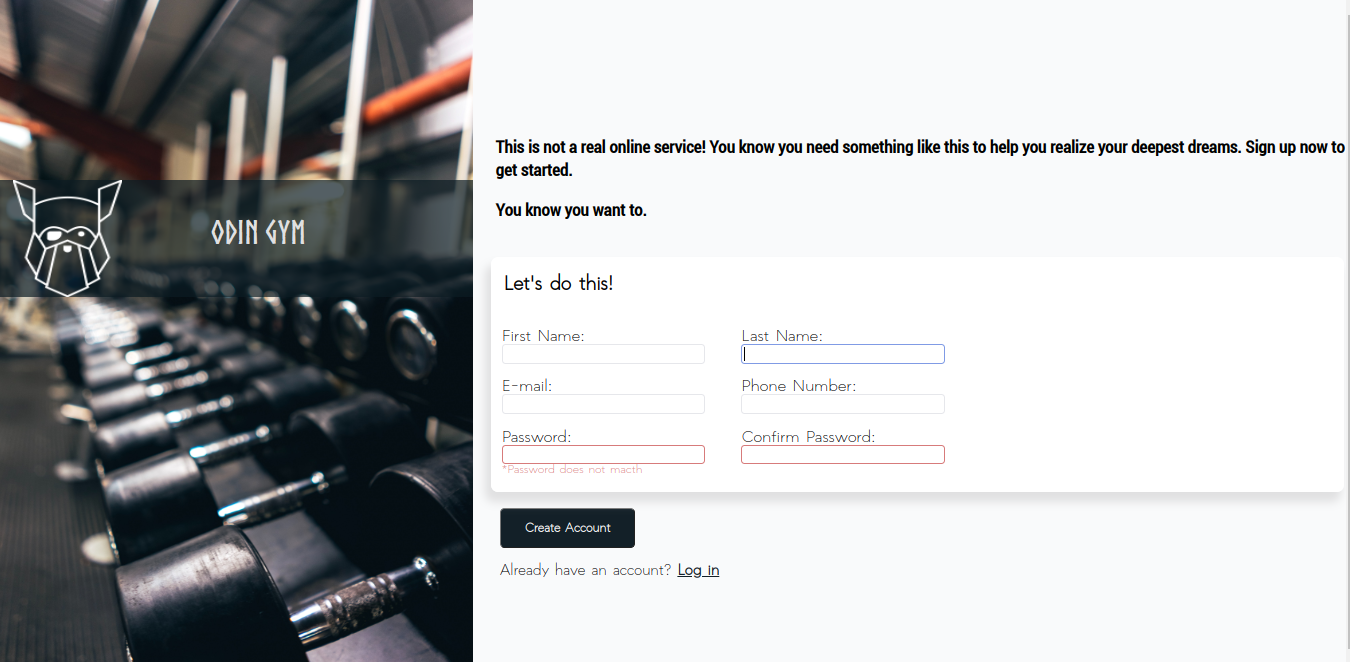 ODIN GYM
This is not a real online service! You know you need something like this to help you realize your deepest dreams. Sign up now to
get started.
You know you want to.
Let's do this!
First Name:
Last Name:
E-mail:
Phone Number:
Password:
Confirm Password:
*Password does not macth
Create Account
Already have an account? Log in